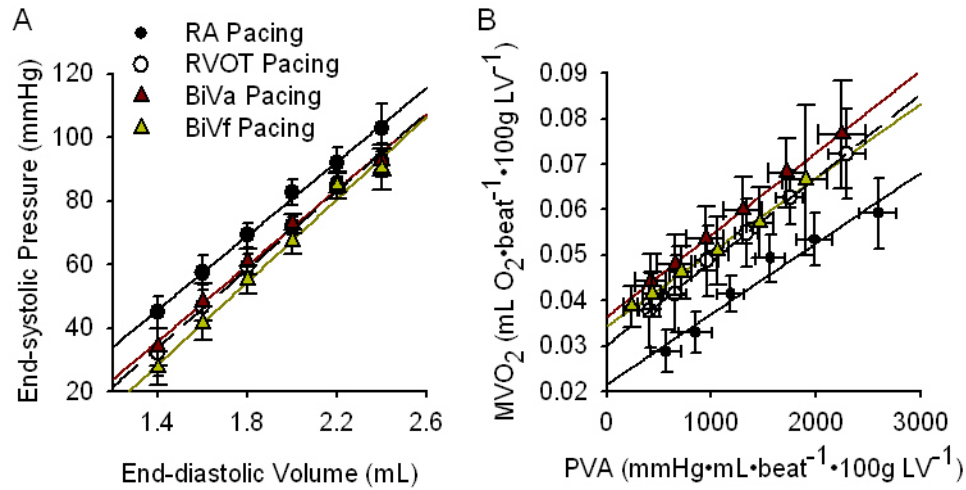 A
RA Pacing
RVOT Pacing
BiVa Pacing
BiVf Pacing
End-systolic Pressure (mmHg)
120
100
80
60
40
20
1.4
1.8
2.2
2.6
End-diastolic Volume (mL)
B
MVO2 (mL O2•beat-1•100g LV-1)
0.09
0.08
0.07
0.06
0.05
0.04
0.03
0.02
0
1000
2000
3000
PVA (mmHg•mL•beat-1•100g LV-1)